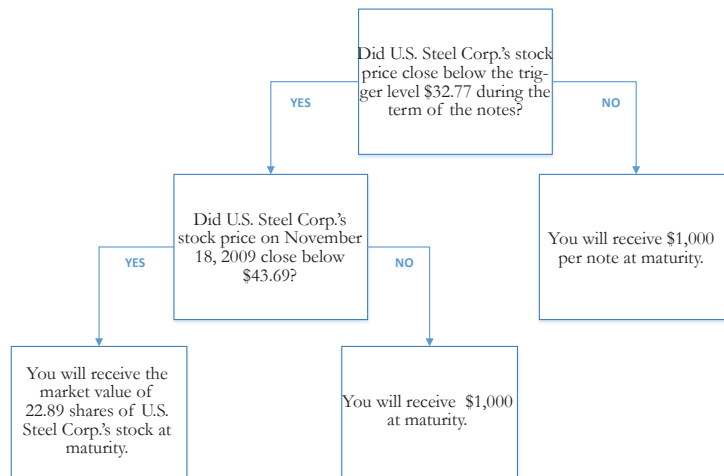 Did U.S. Steel Corp.'s stock
price close below the trig-
ger level $32.77 during the
term of the notes?
YES
NO
Did U.S. Steel Corp.'s
stock price on November
18, 2009 close below
$43.69?
You will receive $1,000
per note at maturity.
YES
NO
You will receive the
market value of
22.89 shares of U.S.
Steel Corp.'s stock at
maturity.
You will receive $1,000
at maturity.